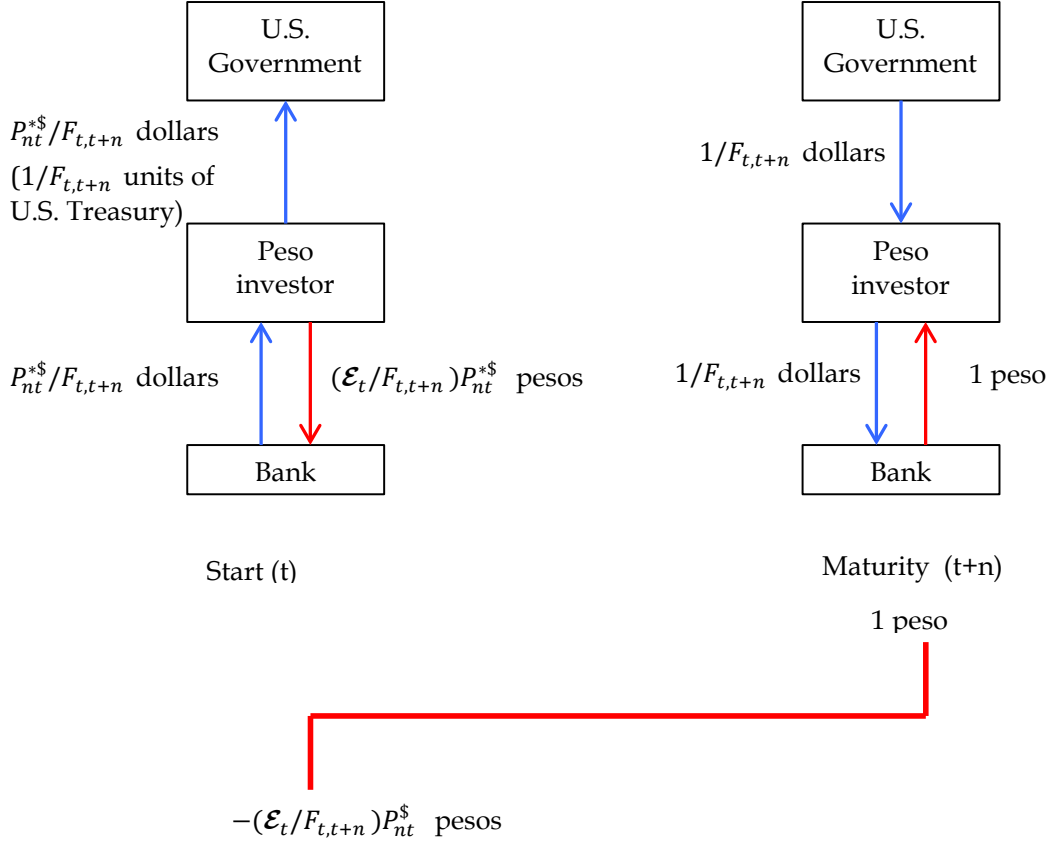 U.S.
Government
U.S.
Government
P_{nt}^{*$}/F_{t,t+n} dollars
(1/F_{t,t+n} units of
U.S. Treasury)
1/F_{t,t+n} dollars
Peso
investor
Peso
investor
P_{nt}^{*$}/F_{t,t+n} dollars
(ℰ_t/F_{t,t+n})P_{nt}^{*$} pesos
1/F_{t,t+n} dollars
1 peso
Bank
Bank
Start (t)
Maturity (t+n)
1 peso
−(ℰ_t/F_{t,t+n})P_{nt}^{$} pesos